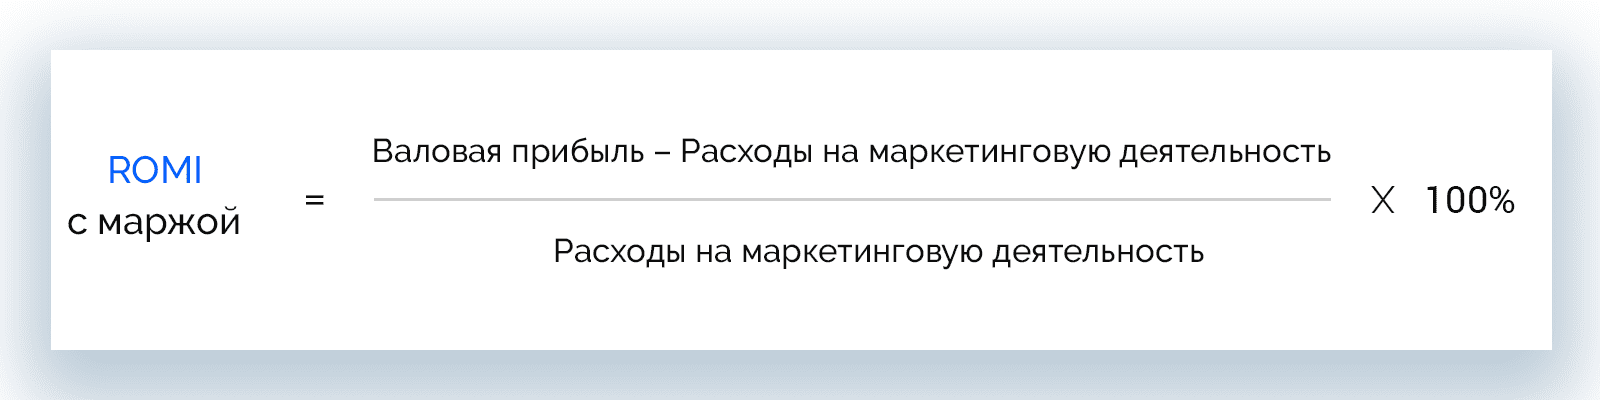 ROMI
с маржой
=
Валовая прибыль – Расходы на маркетинговую деятельность
Расходы на маркетинговую деятельность
X 100%